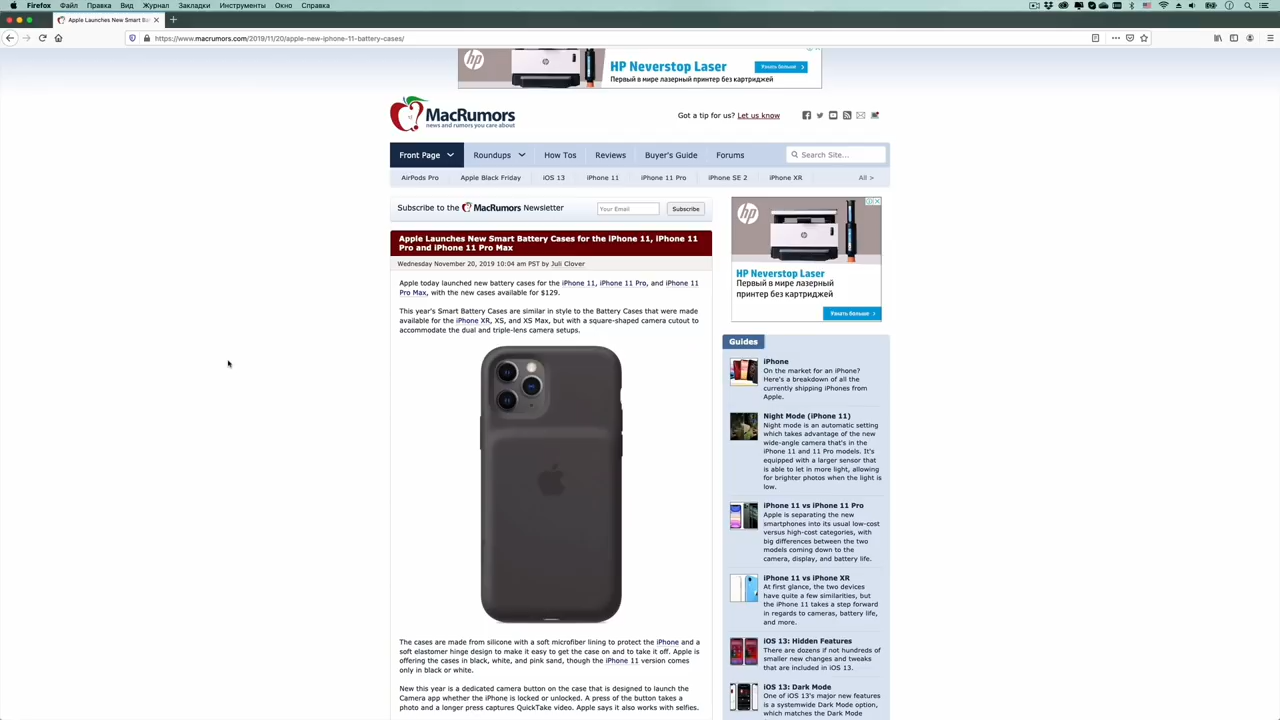 Firefox Файл Правка Вид Журнал Закладки Инструменты Окно Справка
Apple Launches New Smart Bat
https://www.macrumors.com/2019/11/20/apple-new-iphone-11-battery-cases/
HP Neverstop Laser
Первый в мире лазерный принтер без картриджей
Узнать больше
MacRumors
news and rumors you care about
Got a tip for us? Let us know
Front Page Roundups How Tos Reviews Buyer's Guide Forums Search Site...
AirPods Pro Apple Black Friday iOS 13 iPhone 11 iPhone 11 Pro iPhone SE 2 iPhone XR All >
Subscribe to the MacRumors Newsletter Your Email Subscribe
Apple Launches New Smart Battery Cases for the iPhone 11, iPhone 11
Pro and iPhone 11 Pro Max
Wednesday November 20, 2019 10:04 am PST by Juli Clover
Apple today launched new battery cases for the iPhone 11, iPhone 11 Pro, and iPhone 11
Pro Max, with the new cases available for $129.
This year's Smart Battery Cases are similar in style to the Battery Cases that were made
available for the iPhone XR, XS, and XS Max, but with a square-shaped camera cutout to
accommodate the dual and triple-lens camera setups.
The cases are made from silicone with a soft microfiber lining to protect the iPhone and a
soft elastomer hinge design to make it easy to get the case on and to take it off. Apple is
offering the cases in black, white, and pink sand, though the iPhone 11 version comes
only in black or white.
New this year is a dedicated camera button on the case that is designed to launch the
Camera app whether the iPhone is locked or unlocked. A press of the button takes a
photo and a longer press captures QuickTake video. Apple says it also works with selfies.
hp
HP Neverstop Laser
Первый в мире лазерный
принтер без картриджей
Узнать больше
Guides
iPhone
On the market for an iPhone?
Here's a breakdown of all the
currently shipping iPhones from
Apple.
Night Mode (iPhone 11)
Night mode is an automatic setting
which takes advantage of the new
wide-angle camera that's in the
iPhone 11 and 11 Pro models. It's
equipped with a larger sensor that
is able to let in more light, allowing
for brighter photos when the light is
low.
iPhone 11 vs iPhone 11 Pro
Apple is separating the new
smartphones into its usual low-cost
versus high-cost categories, with
big differences between the two
models coming down to the
camera, display, and battery life.
iPhone 11 vs iPhone XR
At first glance, the two devices
have quite a few similarities, but
the iPhone 11 takes a step forward
in regards to cameras, battery life,
and more.
iOS 13: Hidden Features
There are dozens if not hundreds of
smaller new changes and tweaks
that are included in iOS 13.
iOS 13: Dark Mode
One of iOS 13's major new features
is a systemwide Dark Mode option,
which matches the Dark Mode